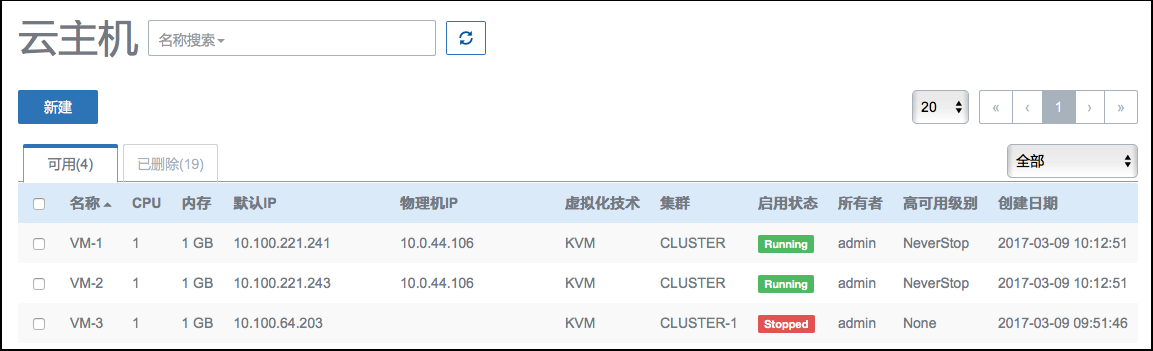 云主机 名称搜索
新建 20 « ‹ 1 › »
可用(4) 已删除(19) 全部
名称 CPU 内存 默认IP 物理机IP 虚拟化技术 集群 启用状态 所有者 高可用级别 创建日期
VM-1 1 1 GB 10.100.221.241 10.0.44.106 KVM CLUSTER Running admin NeverStop 2017-03-09 10:12:51
VM-2 1 1 GB 10.100.221.243 10.0.44.106 KVM CLUSTER Running admin NeverStop 2017-03-09 10:12:51
VM-3 1 1 GB 10.100.64.203 KVM CLUSTER-1 Stopped admin None 2017-03-09 09:51:46